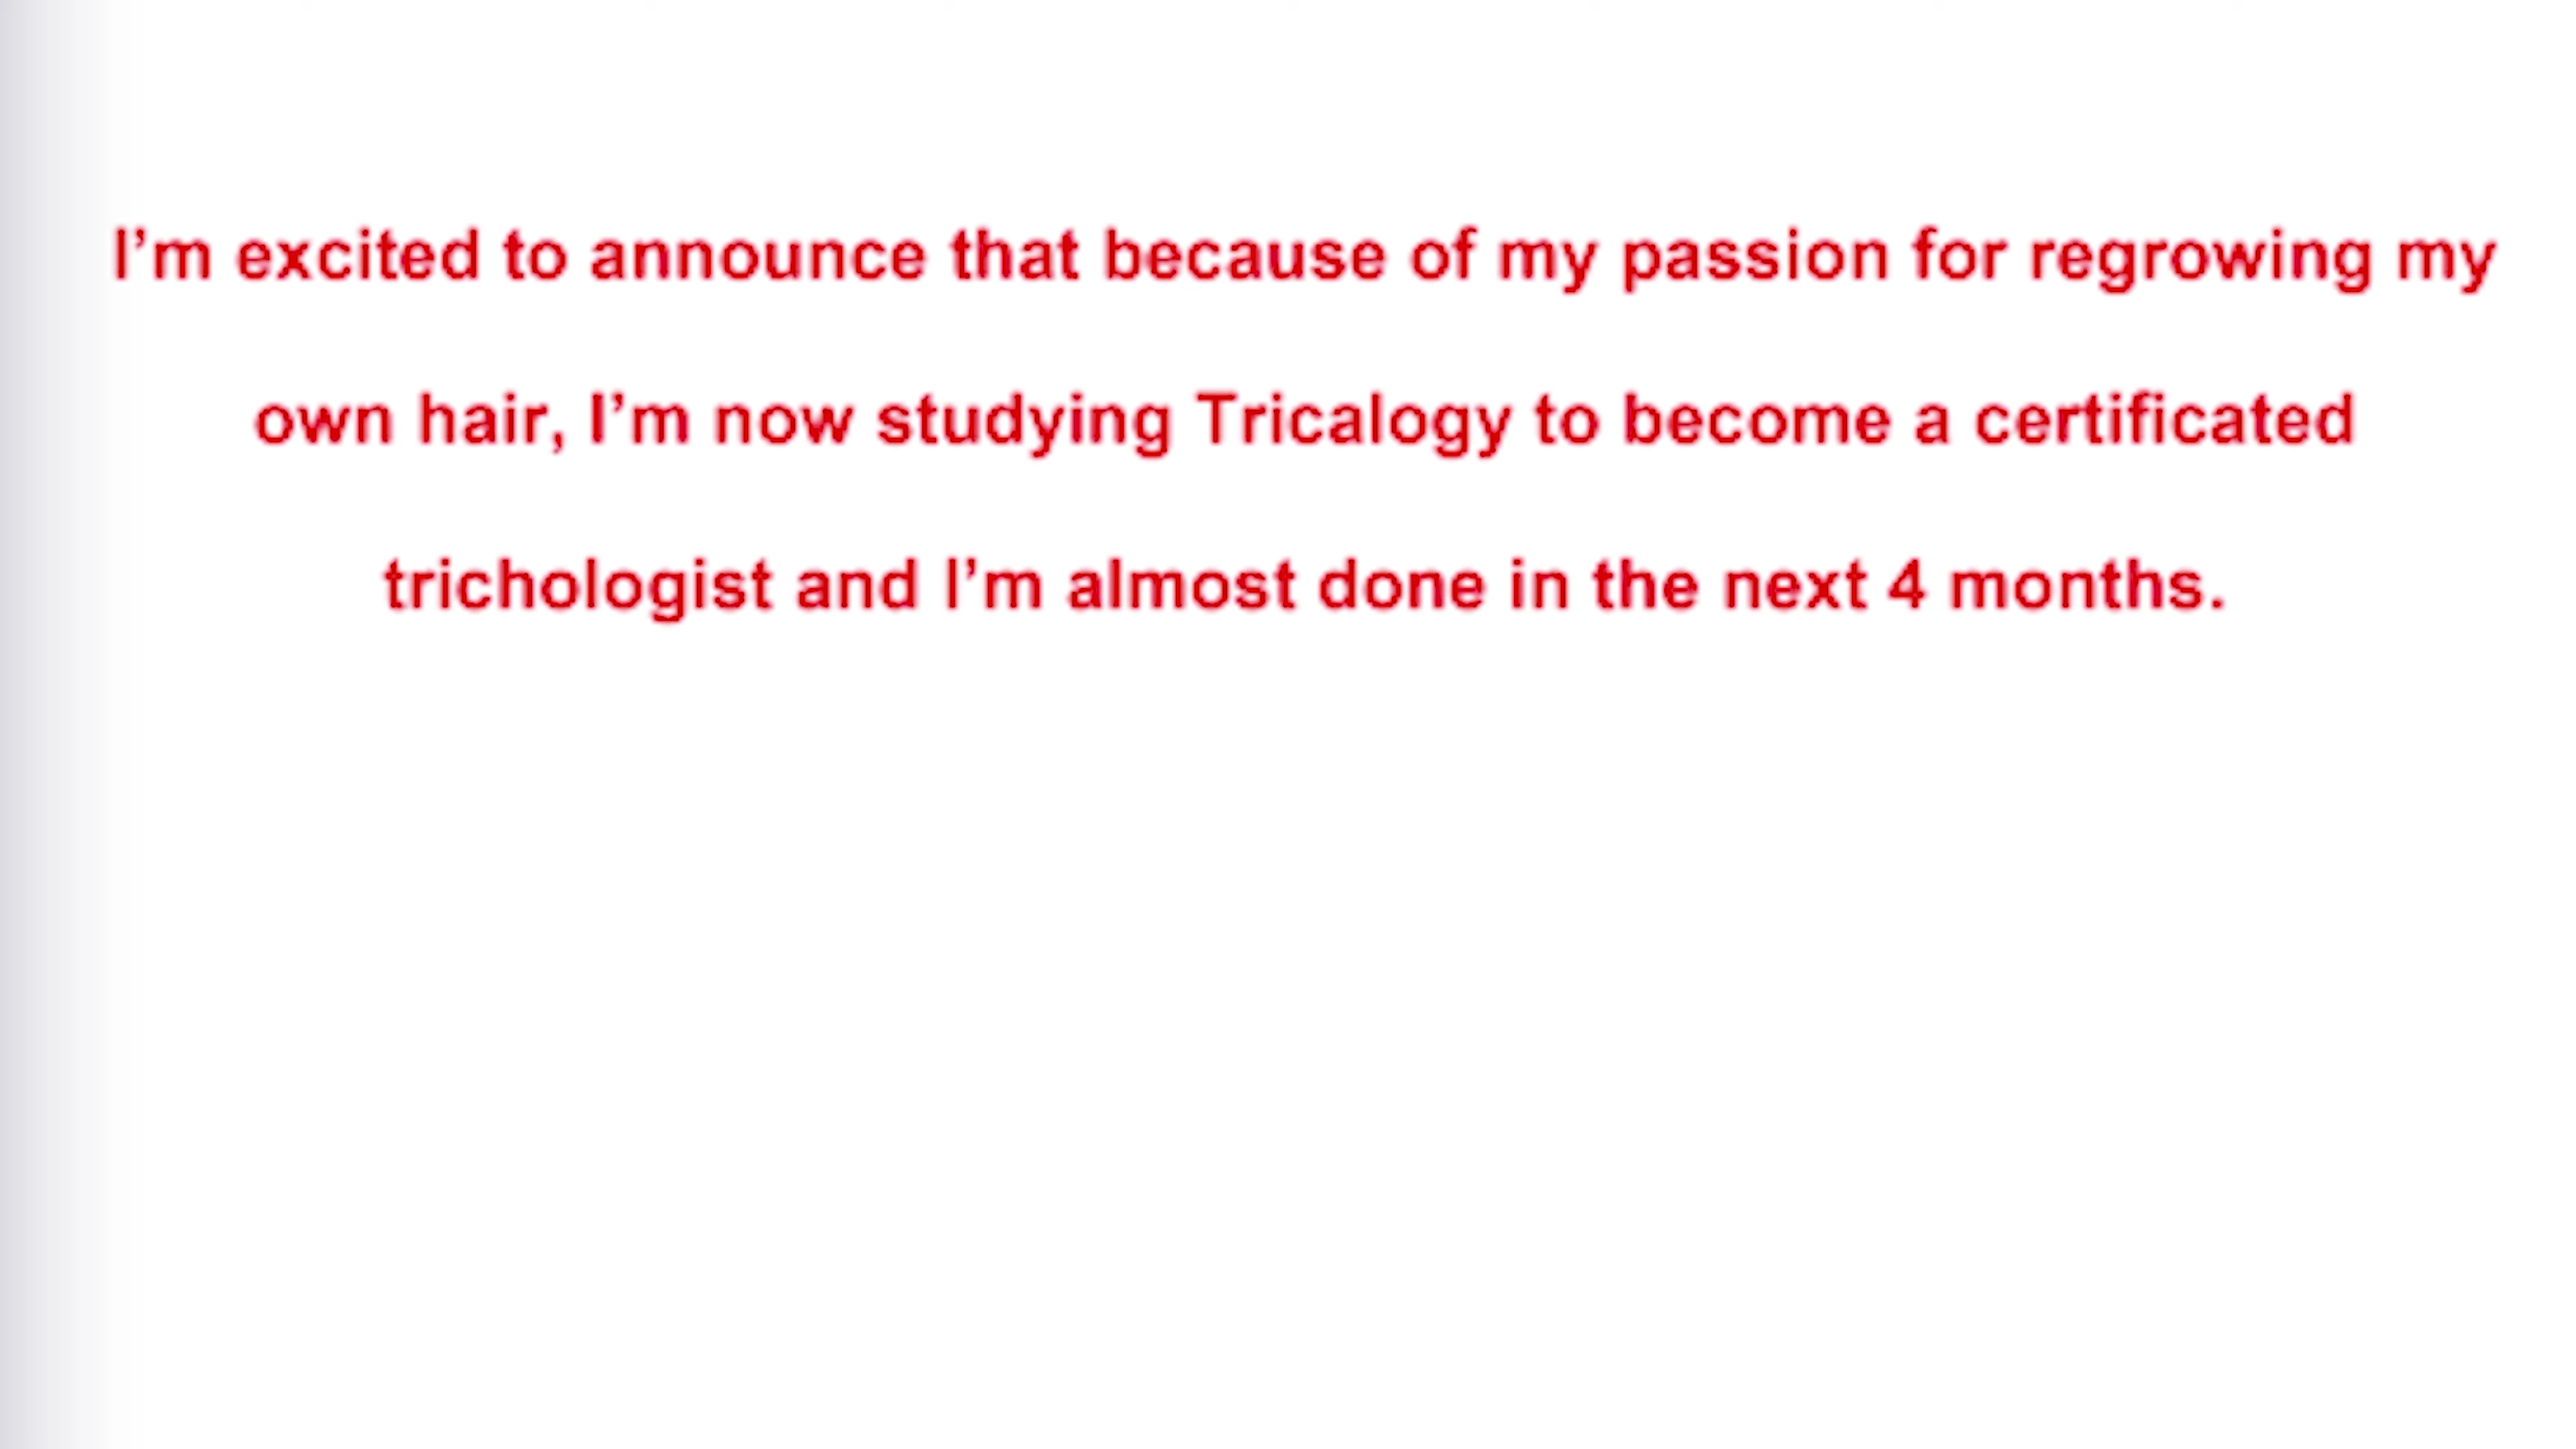 I’m excited to announce that because of my passion for regrowing my
own hair, I’m now studying Tricalogy to become a certificated
trichologist and I’m almost done in the next 4 months.